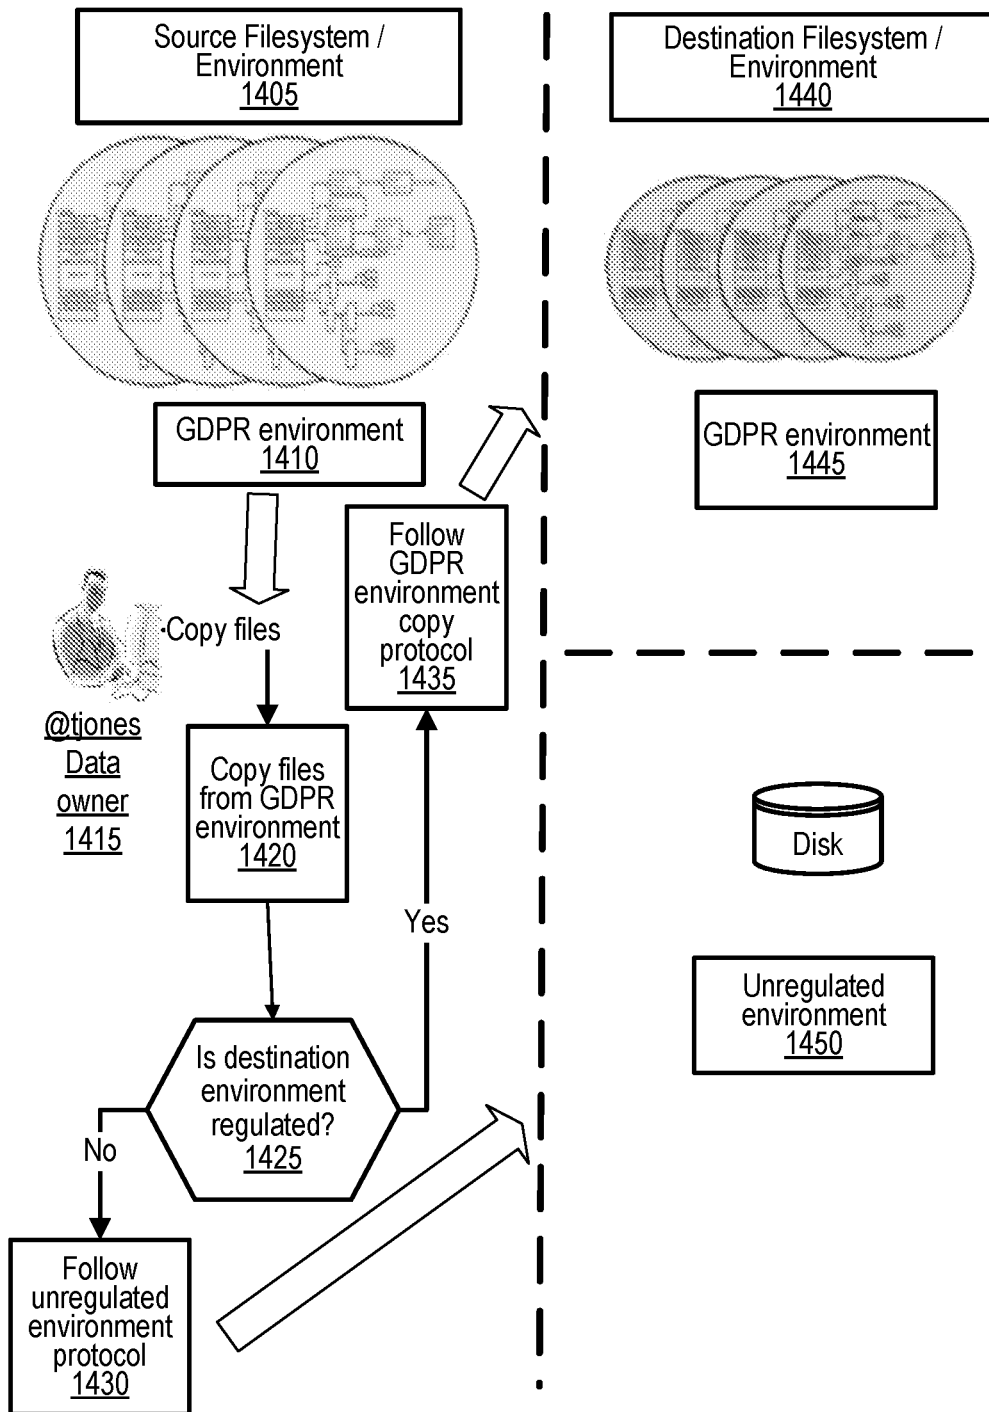 Source Filesystem /
Environment
1405
Destination Filesystem /
Environment
1440
GDPR environment
1410
GDPR environment
1445
Follow
GDPR
environment
copy
protocol
1435
Copy files
@tjones
Data
owner
1415
Copy files
from GDPR
environment
1420
Disk
Yes
Unregulated
environment
1450
Is destination
environment
regulated?
1425
No
Follow
unregulated
environment
protocol
1430